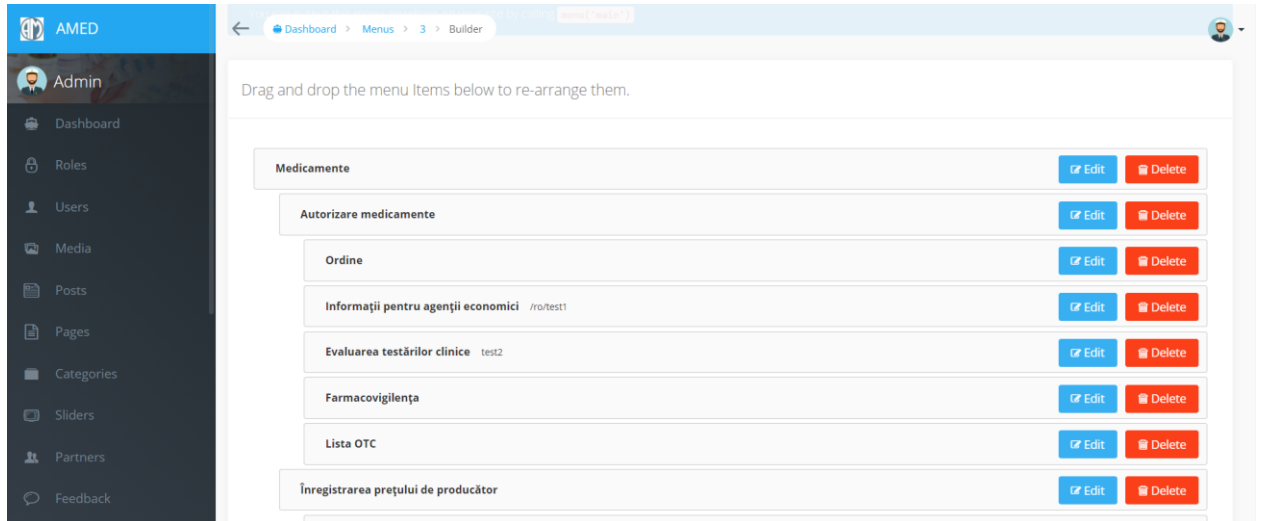 AMED
Dashboard > Menus > 3 > Builder
menu('main')
Admin
Drag and drop the menu Items below to re-arrange them.
Dashboard
Roles
Users
Media
Posts
Pages
Categories
Sliders
Partners
Feedback
Medicamente Edit Delete
Autorizare medicamente Edit Delete
Ordine Edit Delete
Informații pentru agenții economici /ro/test1 Edit Delete
Evaluarea testărilor clinice test2 Edit Delete
Farmacovigilența Edit Delete
Lista OTC Edit Delete
Înregistrarea prețului de producător Edit Delete